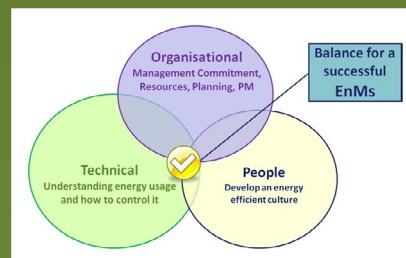 Organisational
Management Commitment,
Resources, Planning, PM
Balance for a
successful
EnMs
Technical
Understanding energy usage
and how to control it
People
Develop an energy
efficient culture